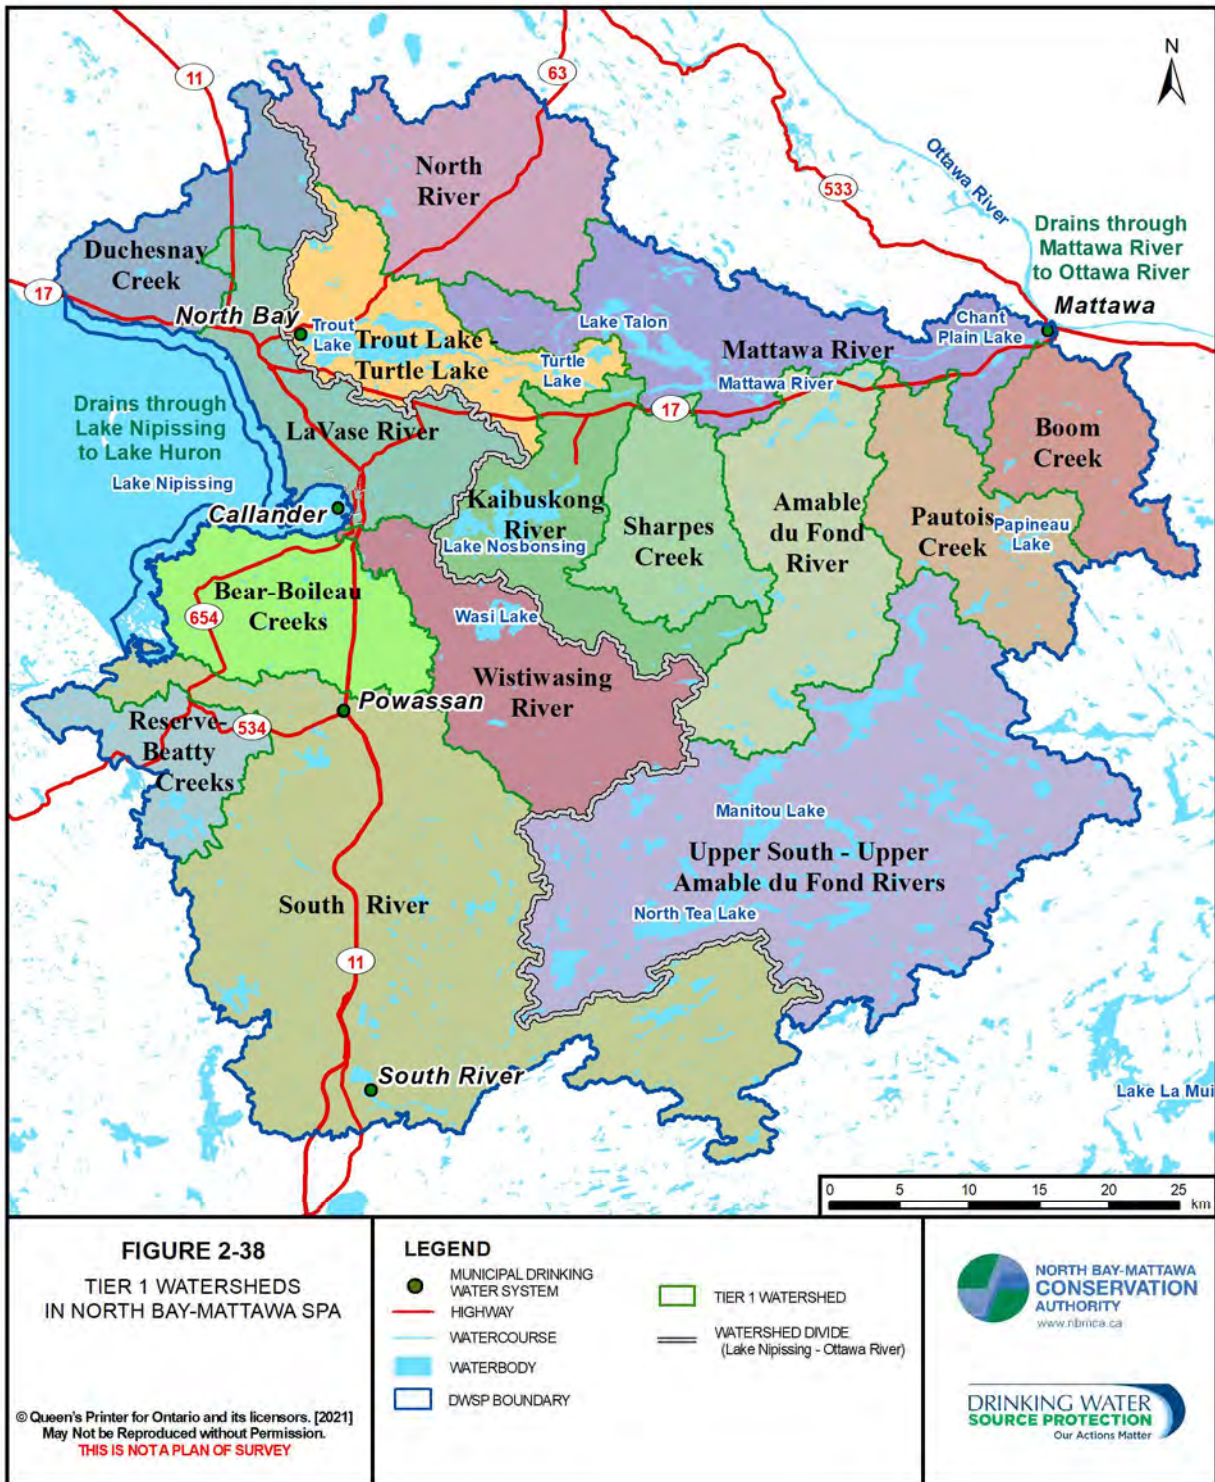 N
11
63
533
Ottawa River
North
River
Drains through
Mattawa River
to Ottawa River
Duchesnay
Creek
17
Mattawa
North Bay
Trout
Lake
Lake Talon
Chant
Plain Lake
Trout Lake -
Turtle Lake
Turtle
Lake
Mattawa River
Mattawa River
17
Drains through
Lake Nipissing
to Lake Huron
LaVase River
Boom
Creek
Lake Nipissing
Callander
Kaibuskong
River
Lake Nosbonsing
Sharpes
Creek
Amable
du Fond
River
Pautois
Creek
Papineau
Lake
Bear-Boileau
Creeks
654
Wasi Lake
Wistiwasing
River
Powassan
Reserve-
Beatty
Creeks
534
Manitou Lake
Upper South - Upper
Amable du Fond Rivers
South River
North Tea Lake
11
South River
Lake La Mui
0 5 10 15 20 25
km
FIGURE 2-38
TIER 1 WATERSHEDS
IN NORTH BAY-MATTAWA SPA
© Queen's Printer for Ontario and its licensors. [2021]
May Not be Reproduced without Permission.
THIS IS NOT A PLAN OF SURVEY
LEGEND
MUNICIPAL DRINKING
WATER SYSTEM
HIGHWAY
WATERCOURSE
WATERBODY
DWSP BOUNDARY
TIER 1 WATERSHED
WATERSHED DIVIDE
(Lake Nipissing - Ottawa River)
NORTH BAY-MATTAWA
CONSERVATION
AUTHORITY
www.nbmca.ca
DRINKING WATER
SOURCE PROTECTION
Our Actions Matter